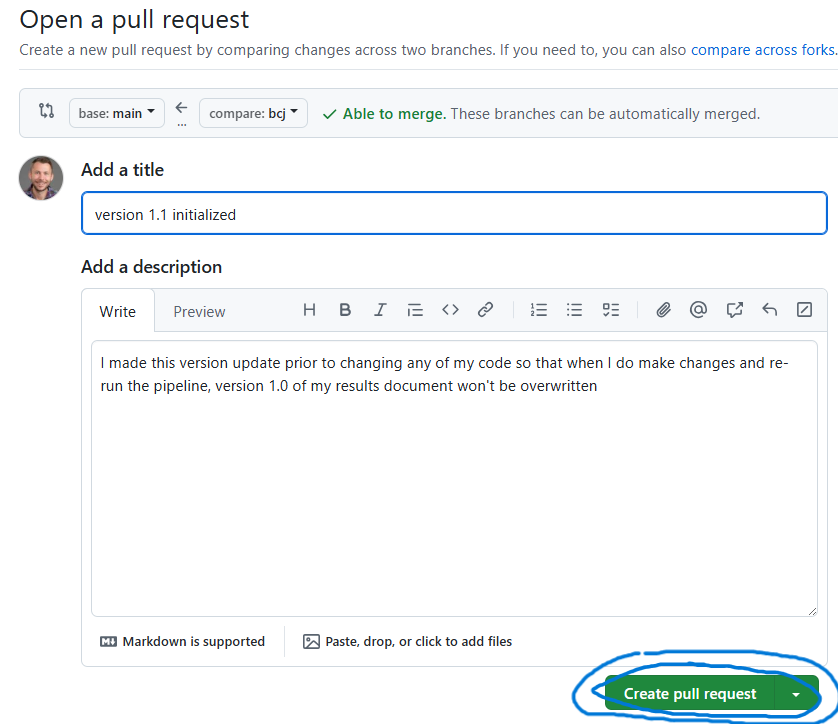 Open a pull request
Create a new pull request by comparing changes across two branches. If you need to, you can also compare across forks.
base: main
...
compare: bcj
Able to merge. These branches can be automatically merged.
Add a title
version 1.1 initialized
Add a description
Write
Preview
I made this version update prior to changing any of my code so that when I do make changes and re-
run the pipeline, version 1.0 of my results document won't be overwritten
Markdown is supported
Paste, drop, or click to add files
Create pull request